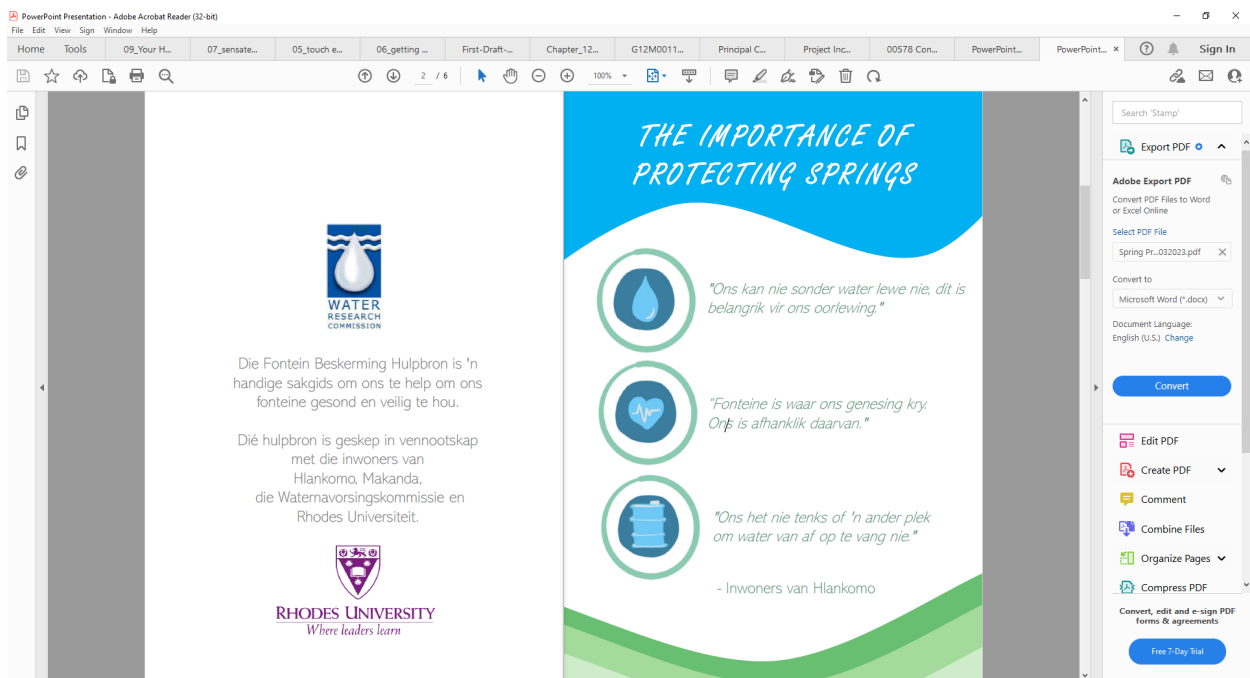 PowerPoint Presentation - Adobe Acrobat Reader (32-bit)
File Edit View Sign Window Help
Home Tools 09_Your H... 07_sensate... 05_touch e... 06_getting ... First-Draft-... Chapter_12... G12M0011... Principal C... Project Inc... 00578 Con... PowerPoint... PowerPoint... × Sign In
2 / 6 100%
THE IMPORTANCE OF
PROTECTING SPRINGS
WATER
RESEARCH
COMMISSION
Die Fontein Beskerming Hulpbron is 'n
handige sakgids om ons te help om ons
fonteine gesond en veilig te hou.
Dié hulpbron is geskep in vennootskap
met die inwoners van
Hlankomo, Makanda,
die Waternavorsingskommissie en
Rhodes Universiteit.
RHODES UNIVERSITY
Where leaders learn
"Ons kan nie sonder water lewe nie, dit is
belangrik vir ons oorlewing."
"Fonteine is waar ons genesing kry.
Ons is afhanklik daarvan."
"Ons het nie tenks of 'n ander plek
om water van af op te vang nie."
- Inwoners van Hlankomo
Search 'Stamp'
Export PDF
Adobe Export PDF
Convert PDF Files to Word
or Excel Online
Select PDF File
Spring Pr...032023.pdf
Convert to
Microsoft Word (*.docx)
Document Language:
English (U.S.) Change
Convert
Edit PDF
Create PDF
Comment
Combine Files
Organize Pages
Compress PDF
Convert, edit and e-sign PDF
forms & agreements
Free 7-Day Trial